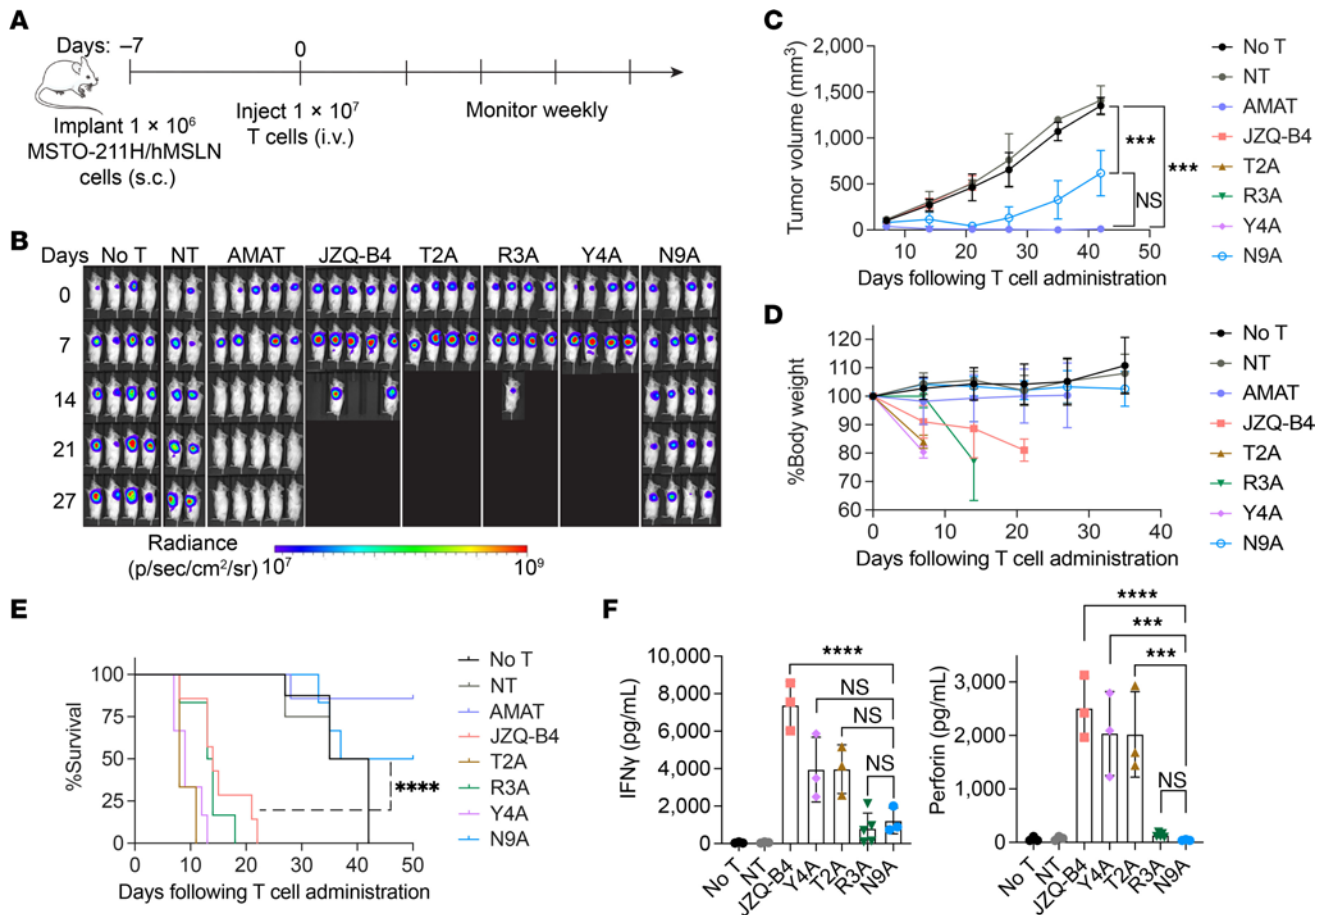 A
Days: –7
0
Implant 1 × 10⁶
MSTO-211H/hMSLN
cells (s.c.)
Inject 1 × 10⁷
T cells (i.v.)
Monitor weekly
B
Days No T NT AMAT JZQ-B4 T2A R3A Y4A N9A
0
7
14
21
27
Radiance
(p/sec/cm²/sr)
10⁷
10⁹
C
Tumor volume (mm³)
2,000
1,500
1,000
500
0
10 20 30 40 50
Days following T cell administration
***
***
NS
No T
NT
AMAT
JZQ-B4
T2A
R3A
Y4A
N9A
D
%Body weight
120
110
100
90
80
70
60
0 10 20 30 40
Days following T cell administration
No T
NT
AMAT
JZQ-B4
T2A
R3A
Y4A
N9A
E
%Survival
100
75
50
25
0
0 10 20 30 40 50
Days following T cell administration
****
No T
NT
AMAT
JZQ-B4
T2A
R3A
Y4A
N9A
F
IFNγ (pg/mL)
10,000
8,000
6,000
4,000
2,000
0
****
NS
NS
NS
No T NT JZQ-B4 Y4A T2A R3A N9A
Perforin (pg/mL)
3,000
2,000
1,000
0
****
***
***
NS
No T NT JZQ-B4 Y4A T2A R3A N9A